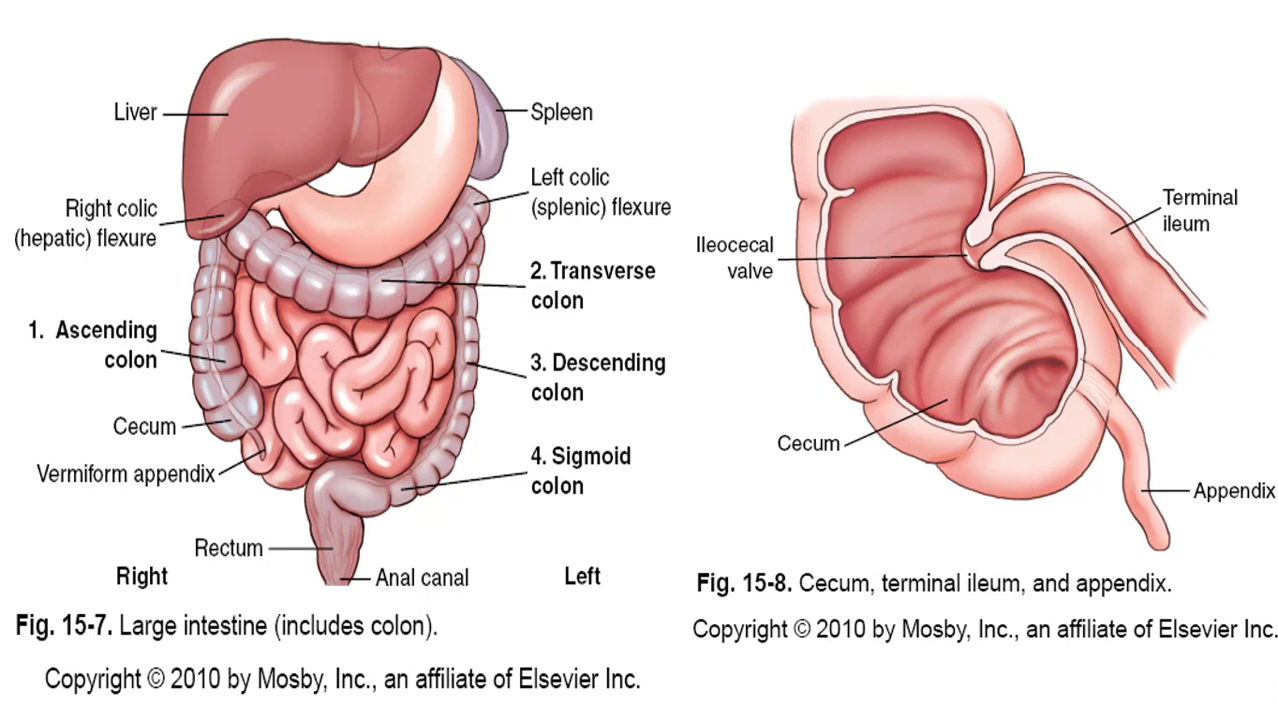 Liver
Spleen
Left colic
(splenic) flexure
Right colic
(hepatic) flexure
2. Transverse
colon
1. Ascending
colon
3. Descending
colon
Cecum
Vermiform appendix
4. Sigmoid
colon
Rectum
Right
Anal canal
Left
Fig. 15-7. Large intestine (includes colon).
Copyright © 2010 by Mosby, Inc., an affiliate of Elsevier Inc.
Terminal
ileum
Ileocecal
valve
Cecum
Appendix
Fig. 15-8. Cecum, terminal ileum, and appendix.
Copyright © 2010 by Mosby, Inc., an affiliate of Elsevier Inc.